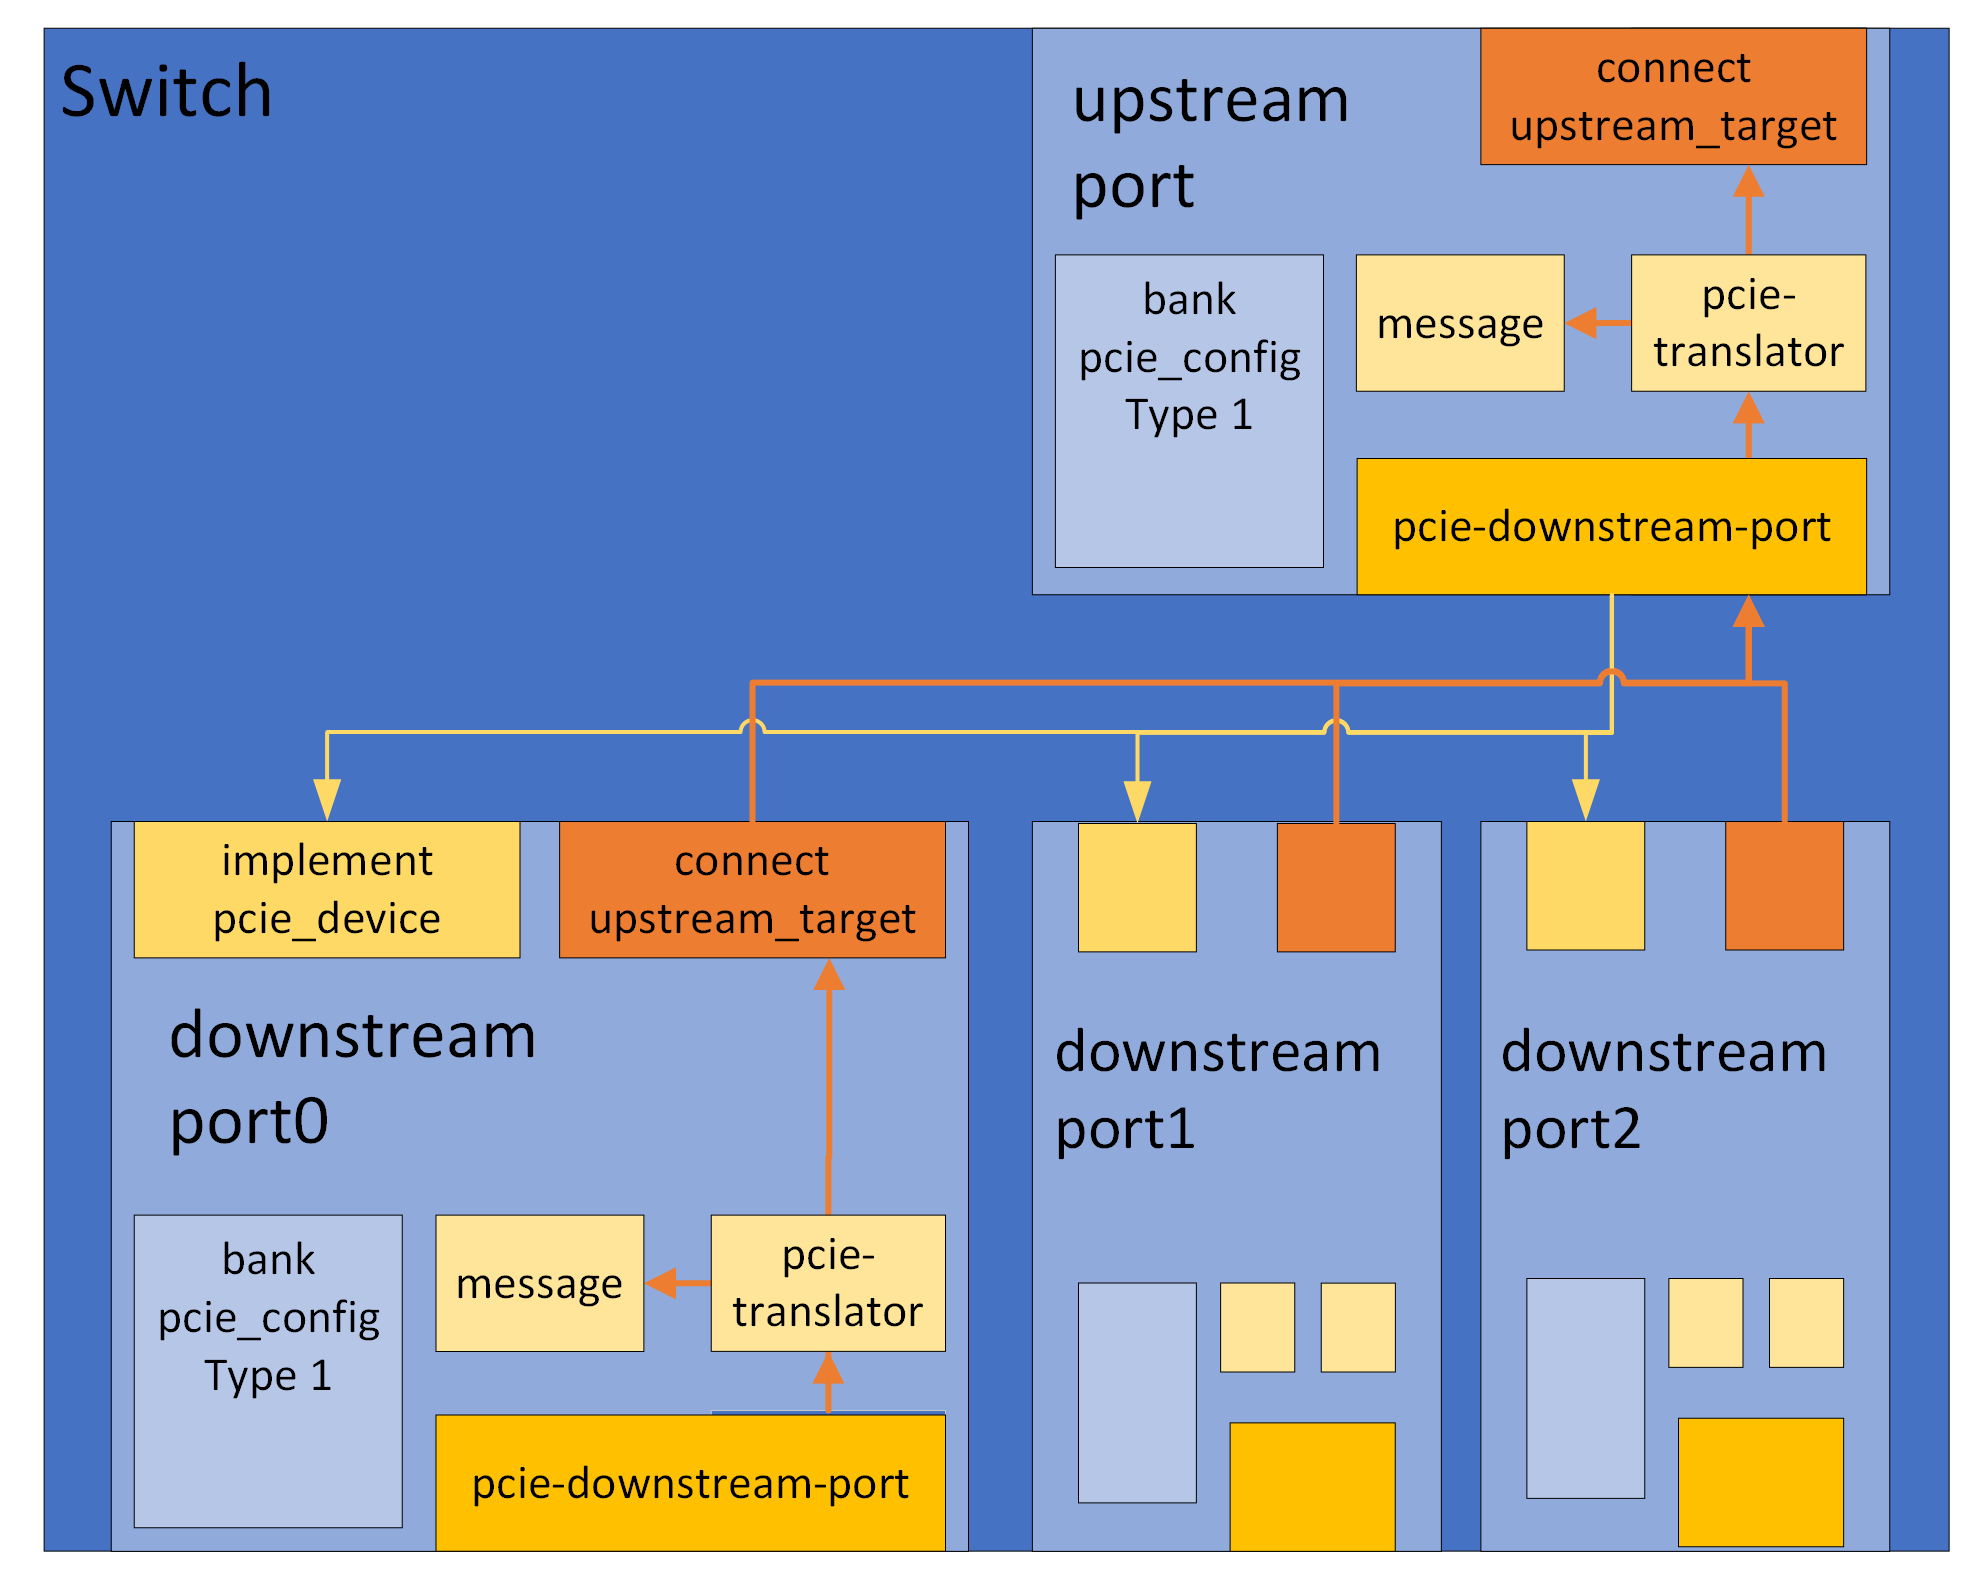 Switch
upstream
port
connect
upstream_target
bank
pcie_config
Type 1
message
pcie-
translator
pcie-downstream-port
implement
pcie_device
connect
upstream_target
downstream
port0
bank
pcie_config
Type 1
message
pcie-
translator
pcie-downstream-port
downstream
port1
downstream
port2